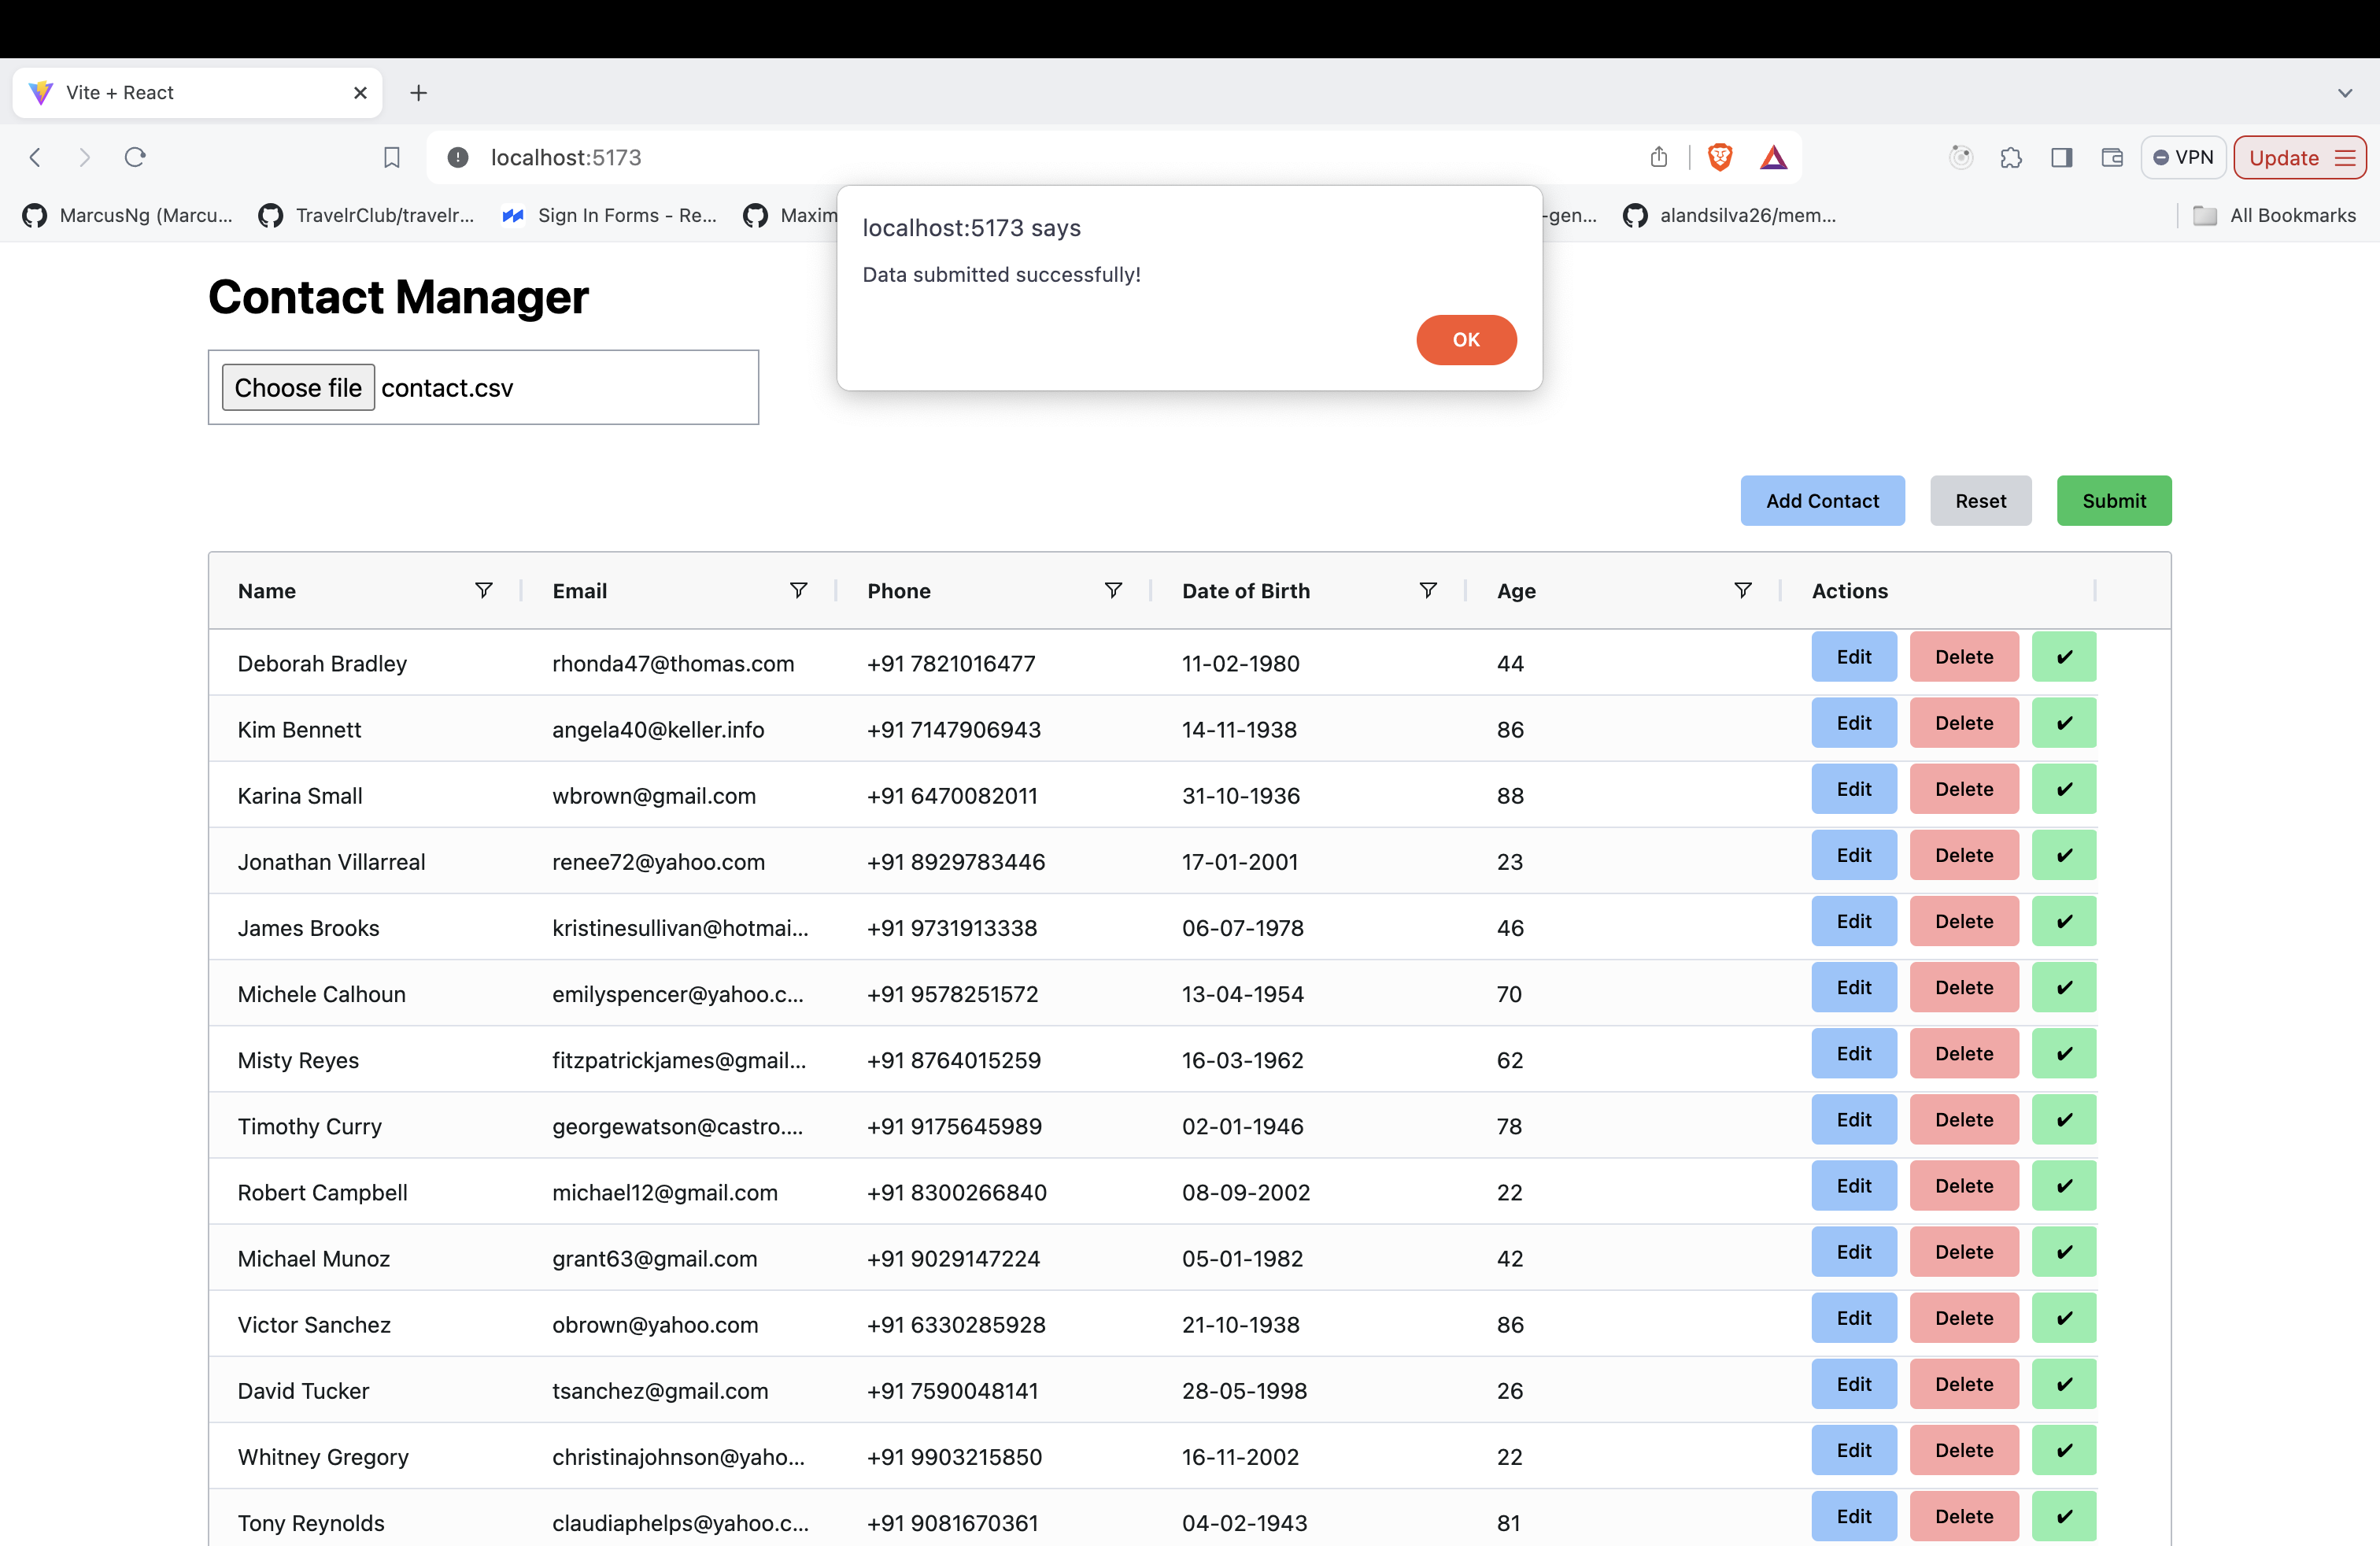 Vite + React
localhost:5173
VPN
Update
MarcusNg (Marcu...
TravelrClub/travelr...
Sign In Forms - Re...
Maxim
-gen...
alandsilva26/mem...
All Bookmarks
localhost:5173 says
Data submitted successfully!
OK
Contact Manager
Choose file contact.csv
Add Contact Reset Submit
Name Email Phone Date of Birth Age Actions
Deborah Bradley rhonda47@thomas.com +91 7821016477 11-02-1980 44 Edit Delete ✔
Kim Bennett angela40@keller.info +91 7147906943 14-11-1938 86 Edit Delete ✔
Karina Small wbrown@gmail.com +91 6470082011 31-10-1936 88 Edit Delete ✔
Jonathan Villarreal renee72@yahoo.com +91 8929783446 17-01-2001 23 Edit Delete ✔
James Brooks kristinesullivan@hotmai... +91 9731913338 06-07-1978 46 Edit Delete ✔
Michele Calhoun emilyspencer@yahoo.c... +91 9578251572 13-04-1954 70 Edit Delete ✔
Misty Reyes fitzpatrickjames@gmail... +91 8764015259 16-03-1962 62 Edit Delete ✔
Timothy Curry georgewatson@castro.... +91 9175645989 02-01-1946 78 Edit Delete ✔
Robert Campbell michael12@gmail.com +91 8300266840 08-09-2002 22 Edit Delete ✔
Michael Munoz grant63@gmail.com +91 9029147224 05-01-1982 42 Edit Delete ✔
Victor Sanchez obrown@yahoo.com +91 6330285928 21-10-1938 86 Edit Delete ✔
David Tucker tsanchez@gmail.com +91 7590048141 28-05-1998 26 Edit Delete ✔
Whitney Gregory christinajohnson@yaho... +91 9903215850 16-11-2002 22 Edit Delete ✔
Tony Reynolds claudiaphelps@yahoo.c... +91 9081670361 04-02-1943 81 Edit Delete ✔